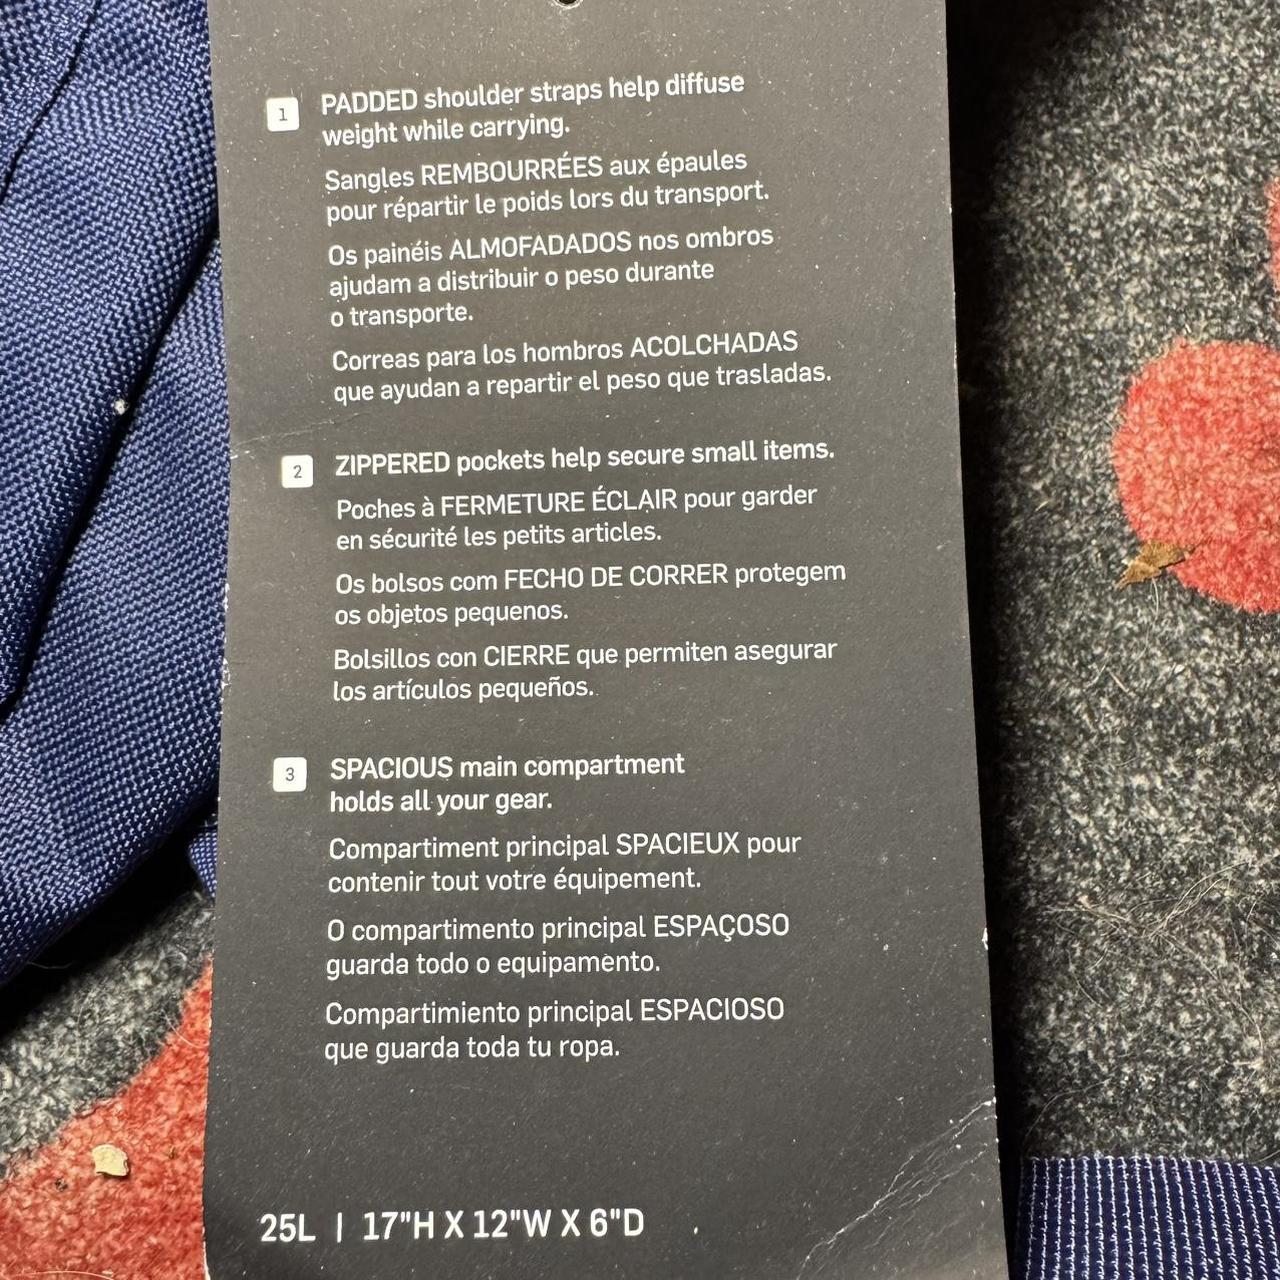 1
PADDED shoulder straps help diffuse
weight while carrying.
Sangles REMBOURRÉES aux épaules
pour répartir le poids lors du transport.
Os painéis ALMOFADADOS nos ombros
ajudam a distribuir o peso durante
o transporte.
Correas para los hombros ACOLCHADAS
que ayudan a repartir el peso que trasladas.
2
ZIPPERED pockets help secure small items.
Poches à FERMETURE ÉCLAIR pour garder
en sécurité les petits articles.
Os bolsos com FECHO DE CORRER protegem
os objetos pequenos.
Bolsillos con CIERRE que permiten asegurar
los artículos pequeños.
3
SPACIOUS main compartment
holds all your gear.
Compartiment principal SPACIEUX pour
contenir tout votre équipement.
O compartimento principal ESPAÇOSO
guarda todo o equipamento.
Compartimiento principal ESPACIOSO
que guarda toda tu ropa.
25L | 17"H X 12"W X 6"D